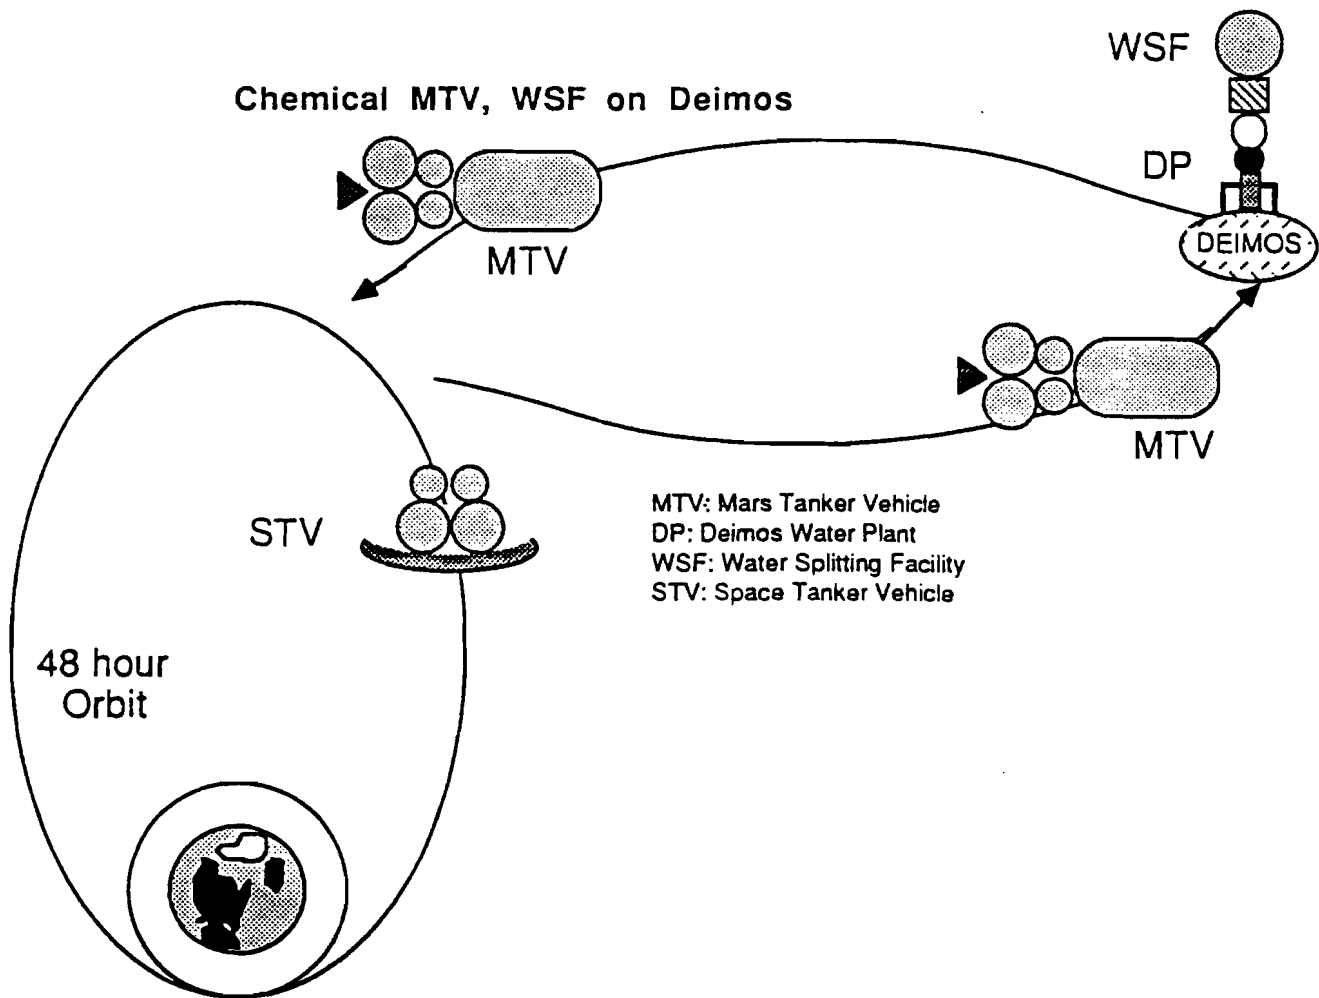 WSF
Chemical MTV, WSF on Deimos
DP
DEIMOS
MTV
MTV
STV
MTV: Mars Tanker Vehicle
DP: Deimos Water Plant
WSF: Water Splitting Facility
STV: Space Tanker Vehicle
48 hour
Orbit